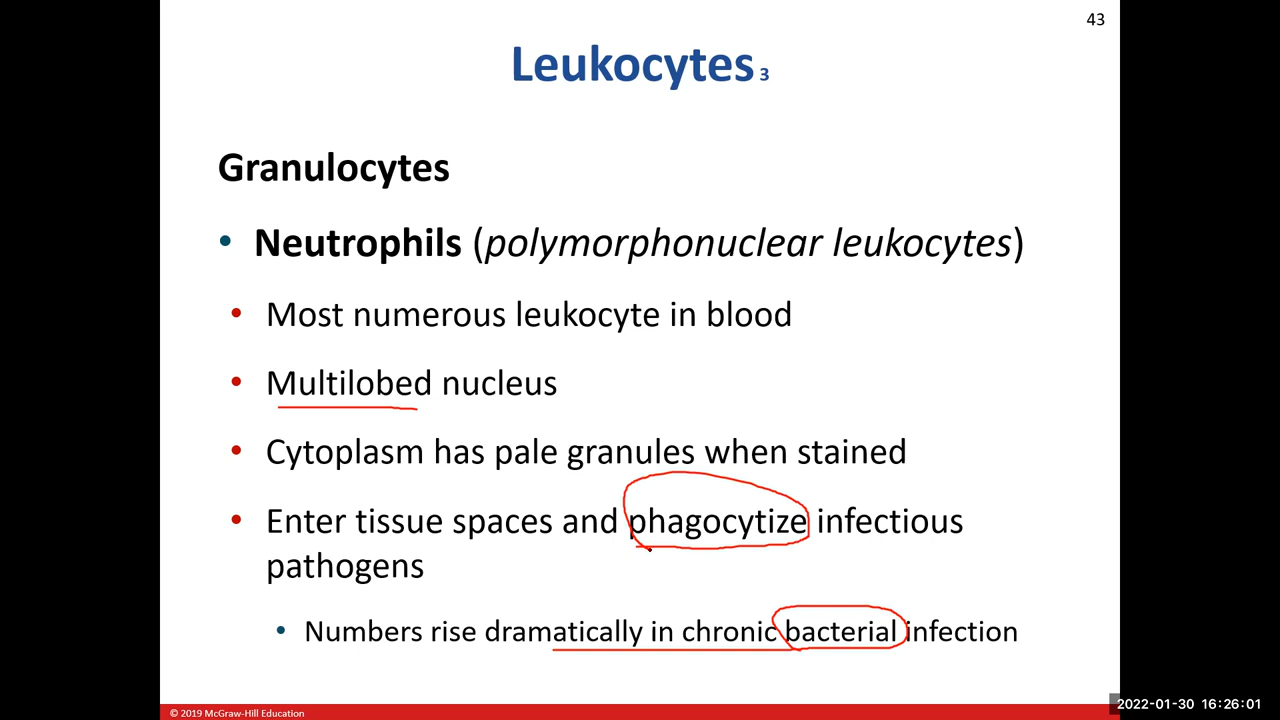 43
Leukocytes 3
Granulocytes
• Neutrophils (polymorphonuclear leukocytes)
• Most numerous leukocyte in blood
• Multilobed nucleus
• Cytoplasm has pale granules when stained
• Enter tissue spaces and phagocytize infectious
pathogens
• Numbers rise dramatically in chronic bacterial infection
© 2019 McGraw-Hill Education
2022-01-30 16:26:01